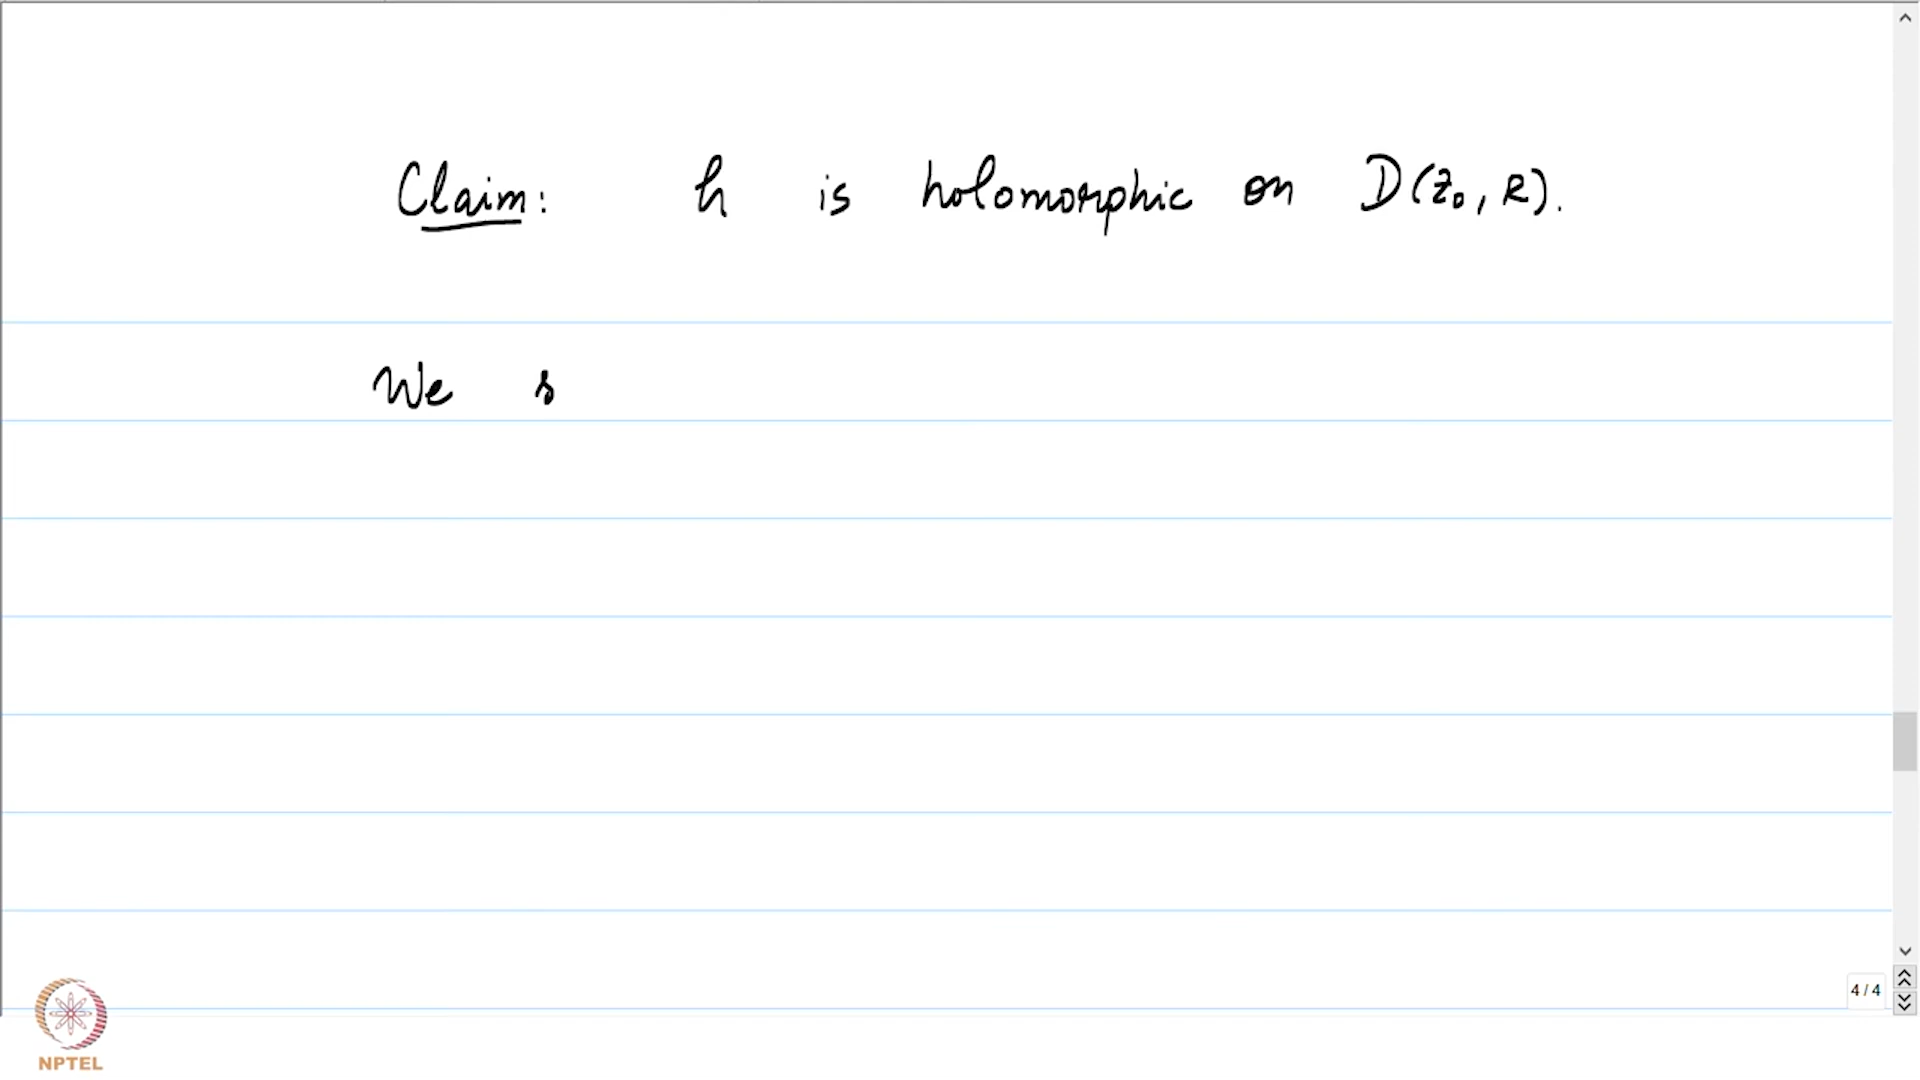 Claim: h is holomorphic on D(z₀, R).
We s
4 / 4
NPTEL